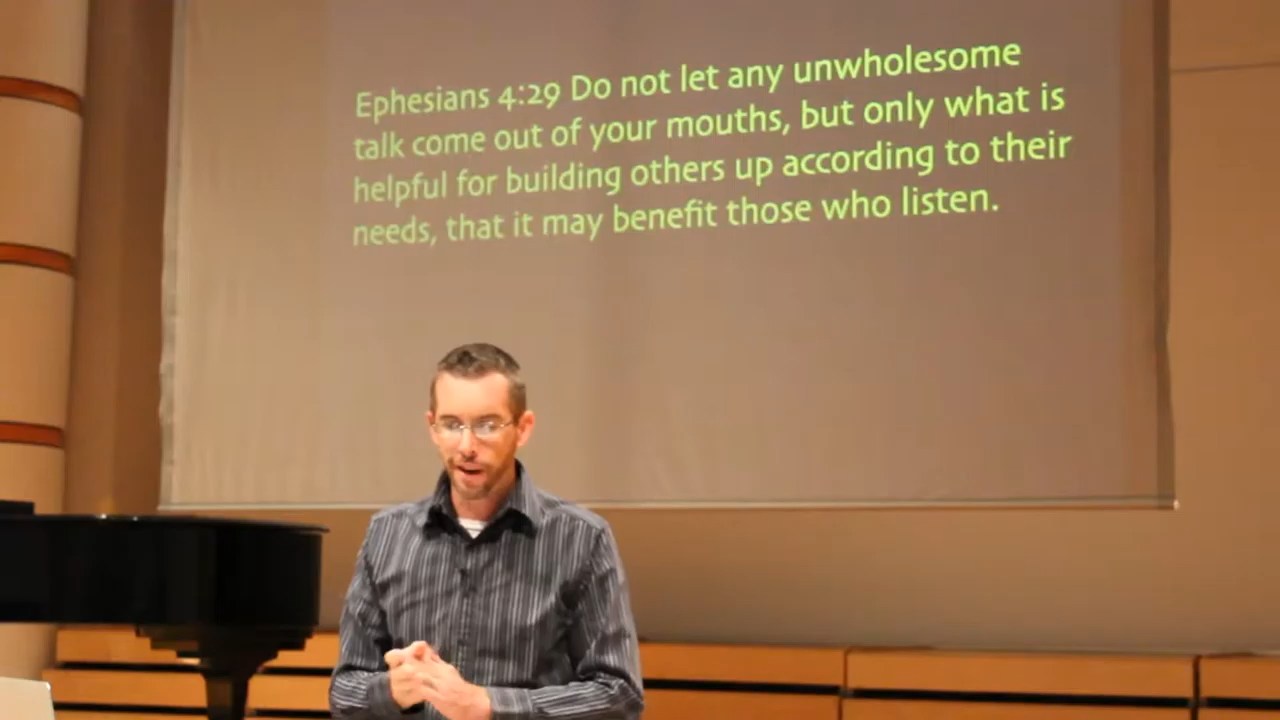 Ephesians 4:29 Do not let any unwholesome
talk come out of your mouths, but only what is
helpful for building others up according to their
needs, that it may benefit those who listen.